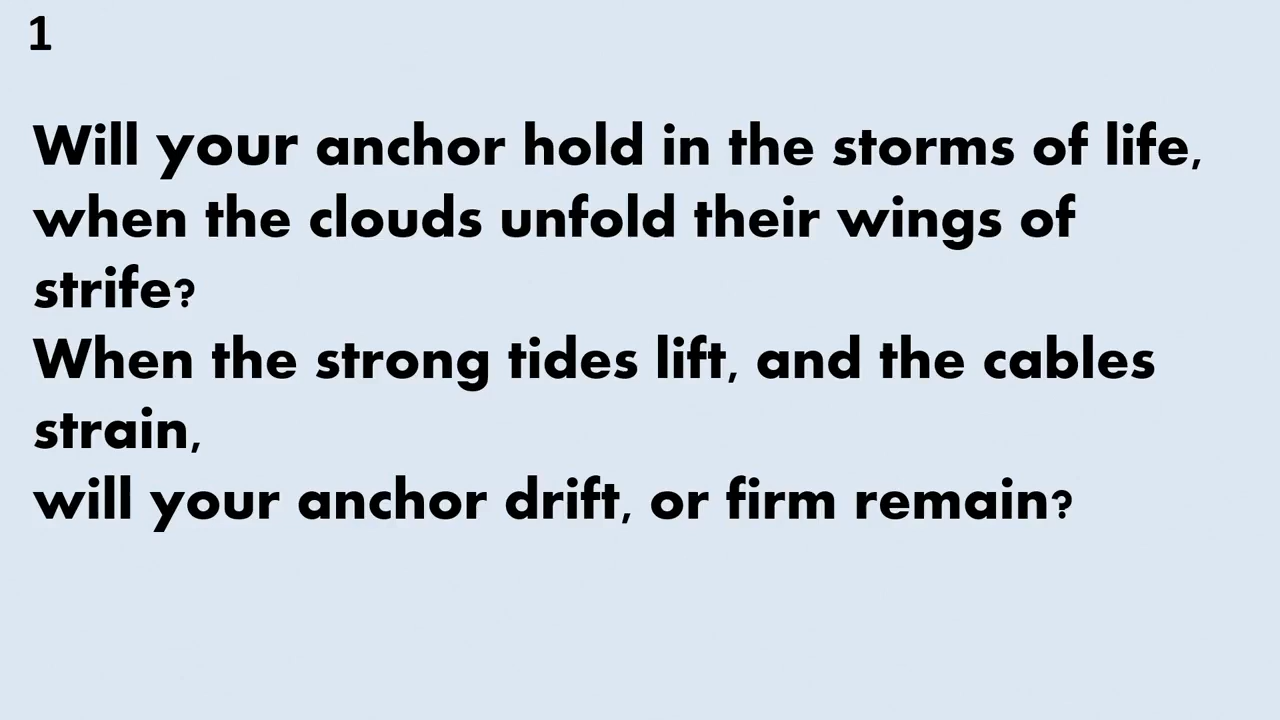 1
Will your anchor hold in the storms of life,
when the clouds unfold their wings of
strife?
When the strong tides lift, and the cables
strain,
will your anchor drift, or firm remain?